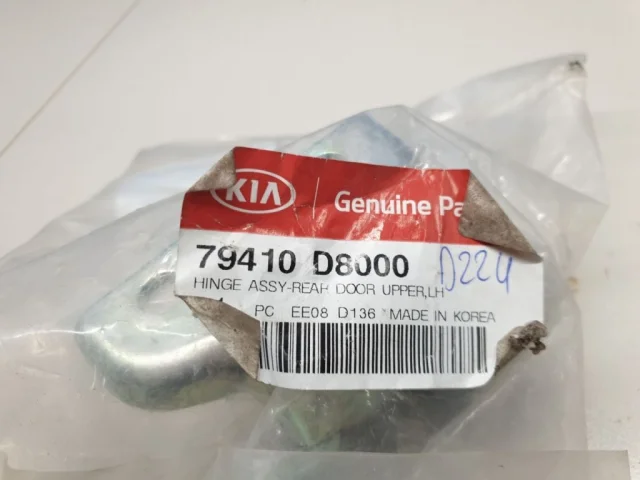 KIA Genuine Pa
79410 D8000 D224
HINGE ASSY-REAR DOOR UPPER,LH
PC EE08 D136 MADE IN KOREA